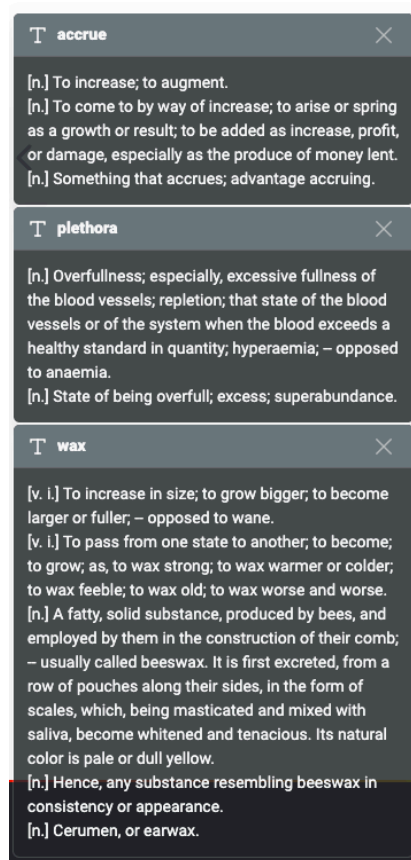 T accrue
[n.] To increase; to augment.
[n.] To come to by way of increase; to arise or spring
as a growth or result; to be added as increase, profit,
or damage, especially as the produce of money lent.
[n.] Something that accrues; advantage accruing.
T plethora
[n.] Overfullness; especially, excessive fullness of
the blood vessels; repletion; that state of the blood
vessels or of the system when the blood exceeds a
healthy standard in quantity; hyperaemia; – opposed
to anaemia.
[n.] State of being overfull; excess; superabundance.
T wax
[v. i.] To increase in size; to grow bigger; to become
larger or fuller; – opposed to wane.
[v. i.] To pass from one state to another; to become;
to grow; as, to wax strong; to wax warmer or colder;
to wax feeble; to wax old; to wax worse and worse.
[n.] A fatty, solid substance, produced by bees, and
employed by them in the construction of their comb;
– usually called beeswax. It is first excreted, from a
row of pouches along their sides, in the form of
scales, which, being masticated and mixed with
saliva, become whitened and tenacious. Its natural
color is pale or dull yellow.
[n.] Hence, any substance resembling beeswax in
consistency or appearance.
[n.] Cerumen, or earwax.